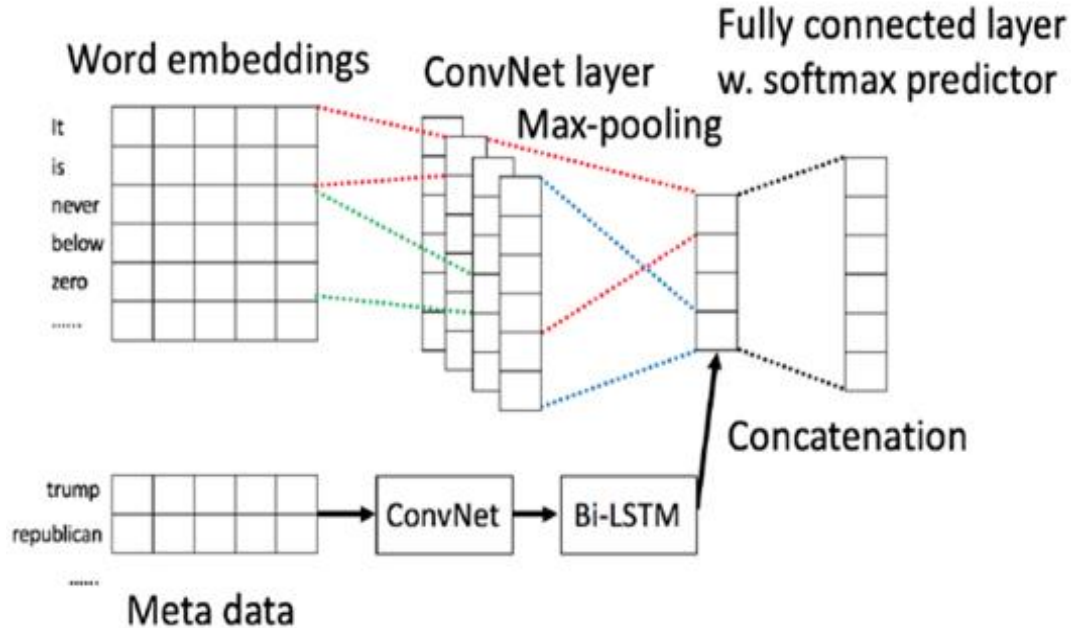 Fully connected layer
w. softmax predictor
Word embeddings
ConvNet layer
Max-pooling
It
is
never
below
zero
......
Concatenation
trump
republican
......
ConvNet
Bi-LSTM
Meta data